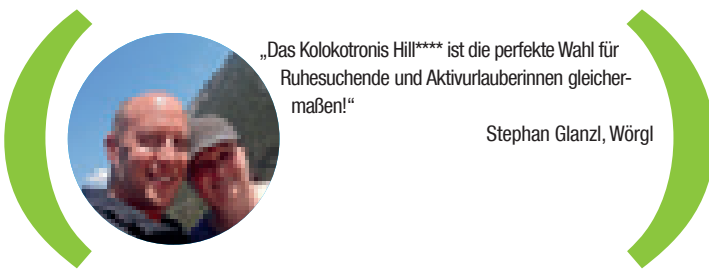 „Das Kolokotronis Hill**** ist die perfekte Wahl für
Ruhesuchende und Aktivurlauberinnen gleicher-
maßen!“
Stephan Glanzl, Wörgl